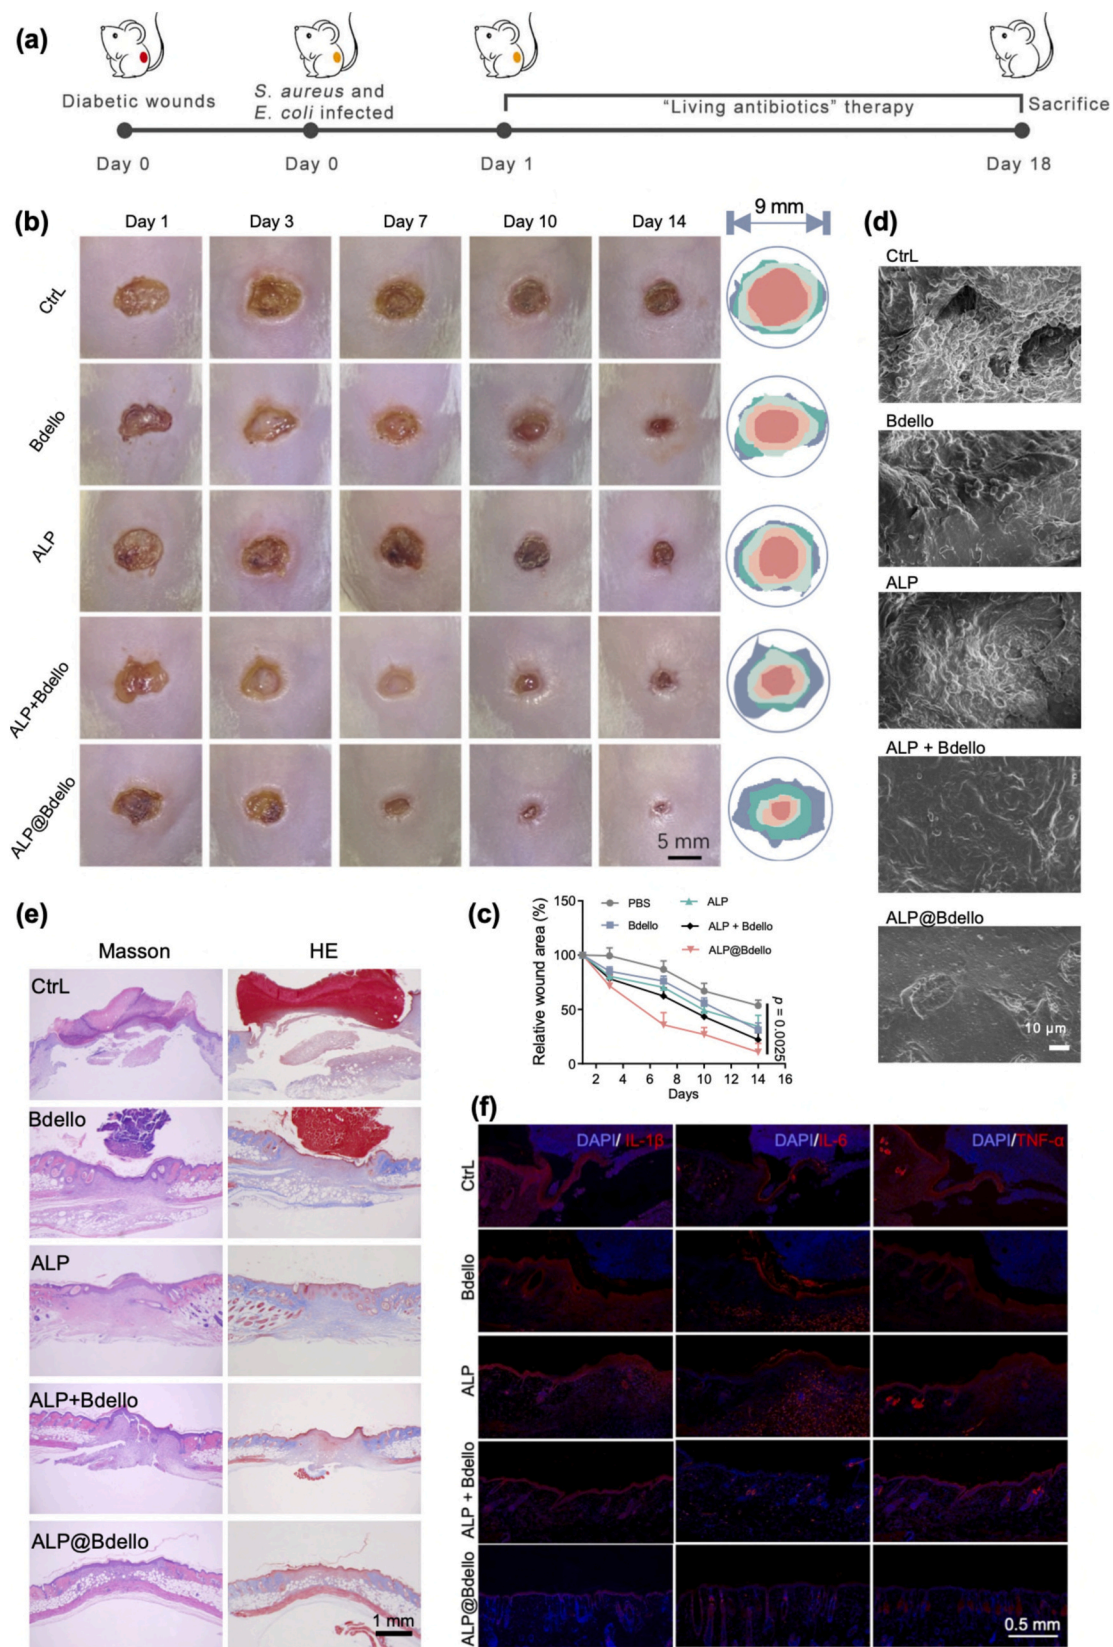 (a)
Diabetic wounds
S. aureus and
E. coli infected
"Living antibiotics" therapy
Sacrifice
Day 0
Day 0
Day 1
Day 18
(b)
Day 1
Day 3
Day 7
Day 10
Day 14
9 mm
CtrL
Bdello
ALP
ALP+Bdello
ALP@Bdello
5 mm
(d)
CtrL
Bdello
ALP
ALP + Bdello
ALP@Bdello
10 μm
(e)
Masson
HE
CtrL
Bdello
ALP
ALP+Bdello
ALP@Bdello
1 mm
(c)
Relative wound area (%)
150
100
50
0
PBS
ALP
Bdello
ALP + Bdello
ALP@Bdello
p = 0.0025
2
4
6
8
10
12
14
16
Days
(f)
DAPI/ IL-1β
DAPI/IL-6
DAPI/TNF-α
CtrL
Bdello
ALP
ALP + Bdello
ALP@Bdello
0.5 mm